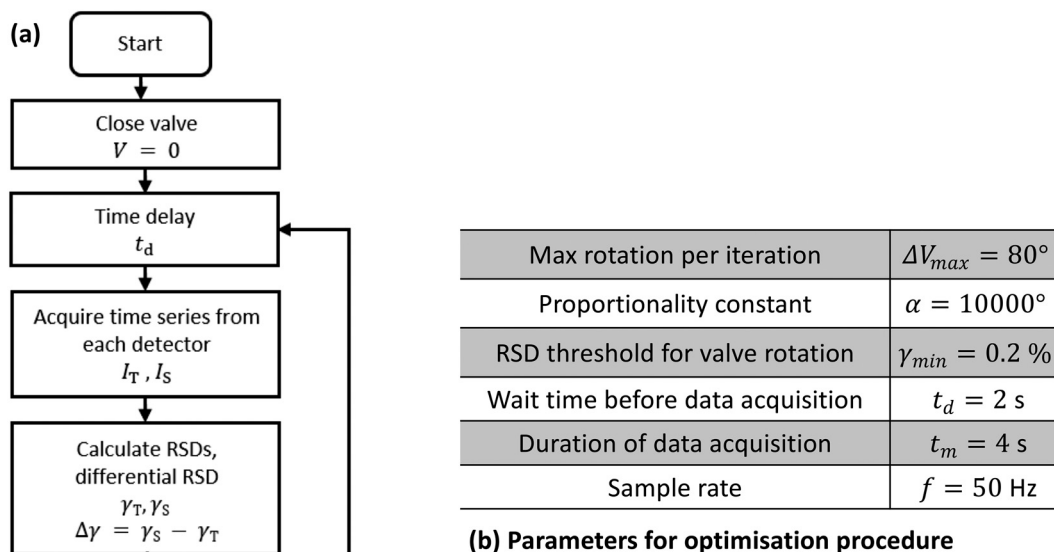 (a)
Start
Close valve
V = 0
Time delay
t_d
Acquire time series from
each detector
I_T , I_S
Calculate RSDs,
differential RSD
γ_T, γ_S
Δγ = γ_S − γ_T
Max rotation per iteration ΔV_max = 80°
Proportionality constant α = 10000°
RSD threshold for valve rotation γ_min = 0.2 %
Wait time before data acquisition t_d = 2 s
Duration of data acquisition t_m = 4 s
Sample rate f = 50 Hz
(b) Parameters for optimisation procedure